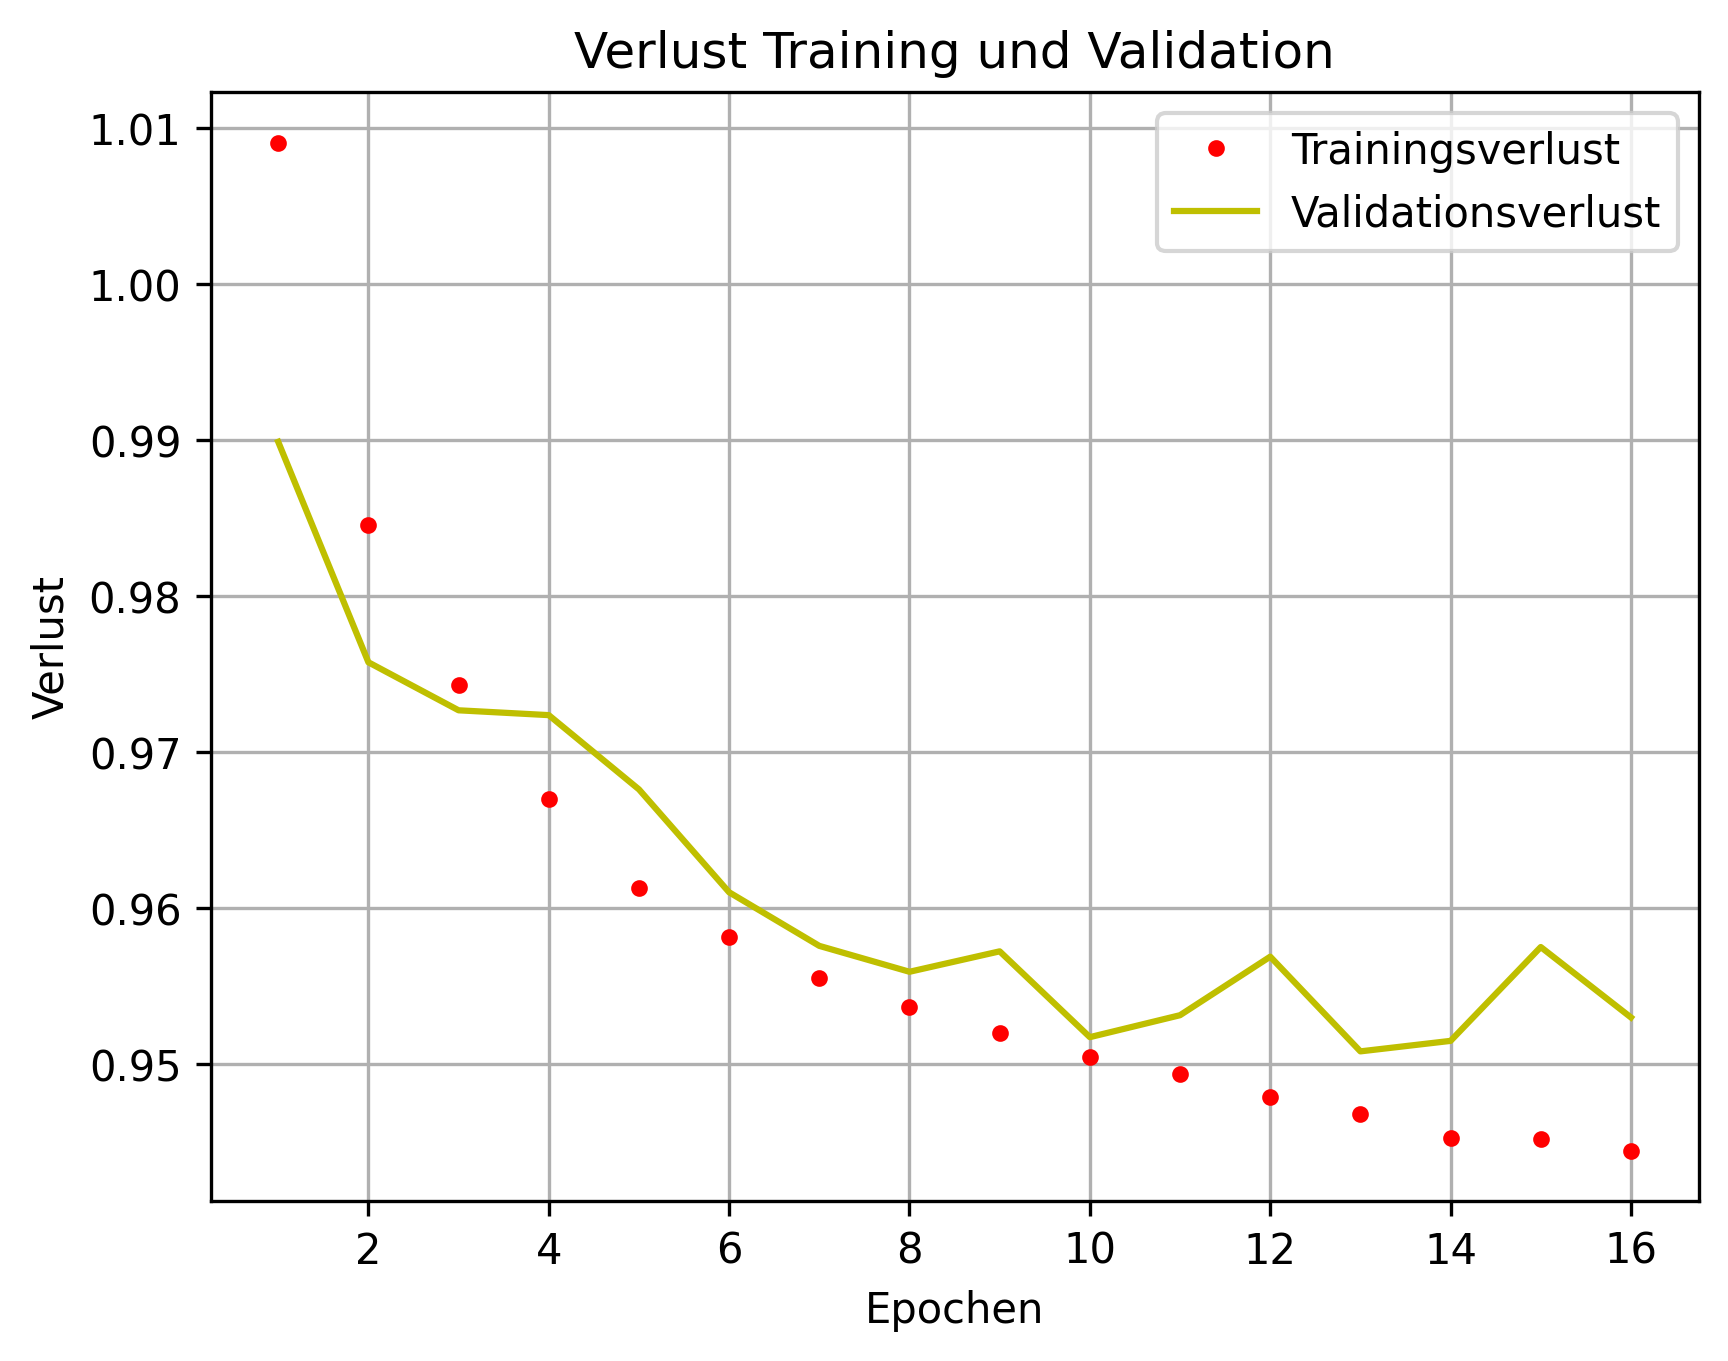 Verlust Training und Validation
1.01
1.00
0.99
0.98
0.97
0.96
0.95
Verlust
Trainingsverlust
Validationsverlust
2 4 6 8 10 12 14 16
Epochen